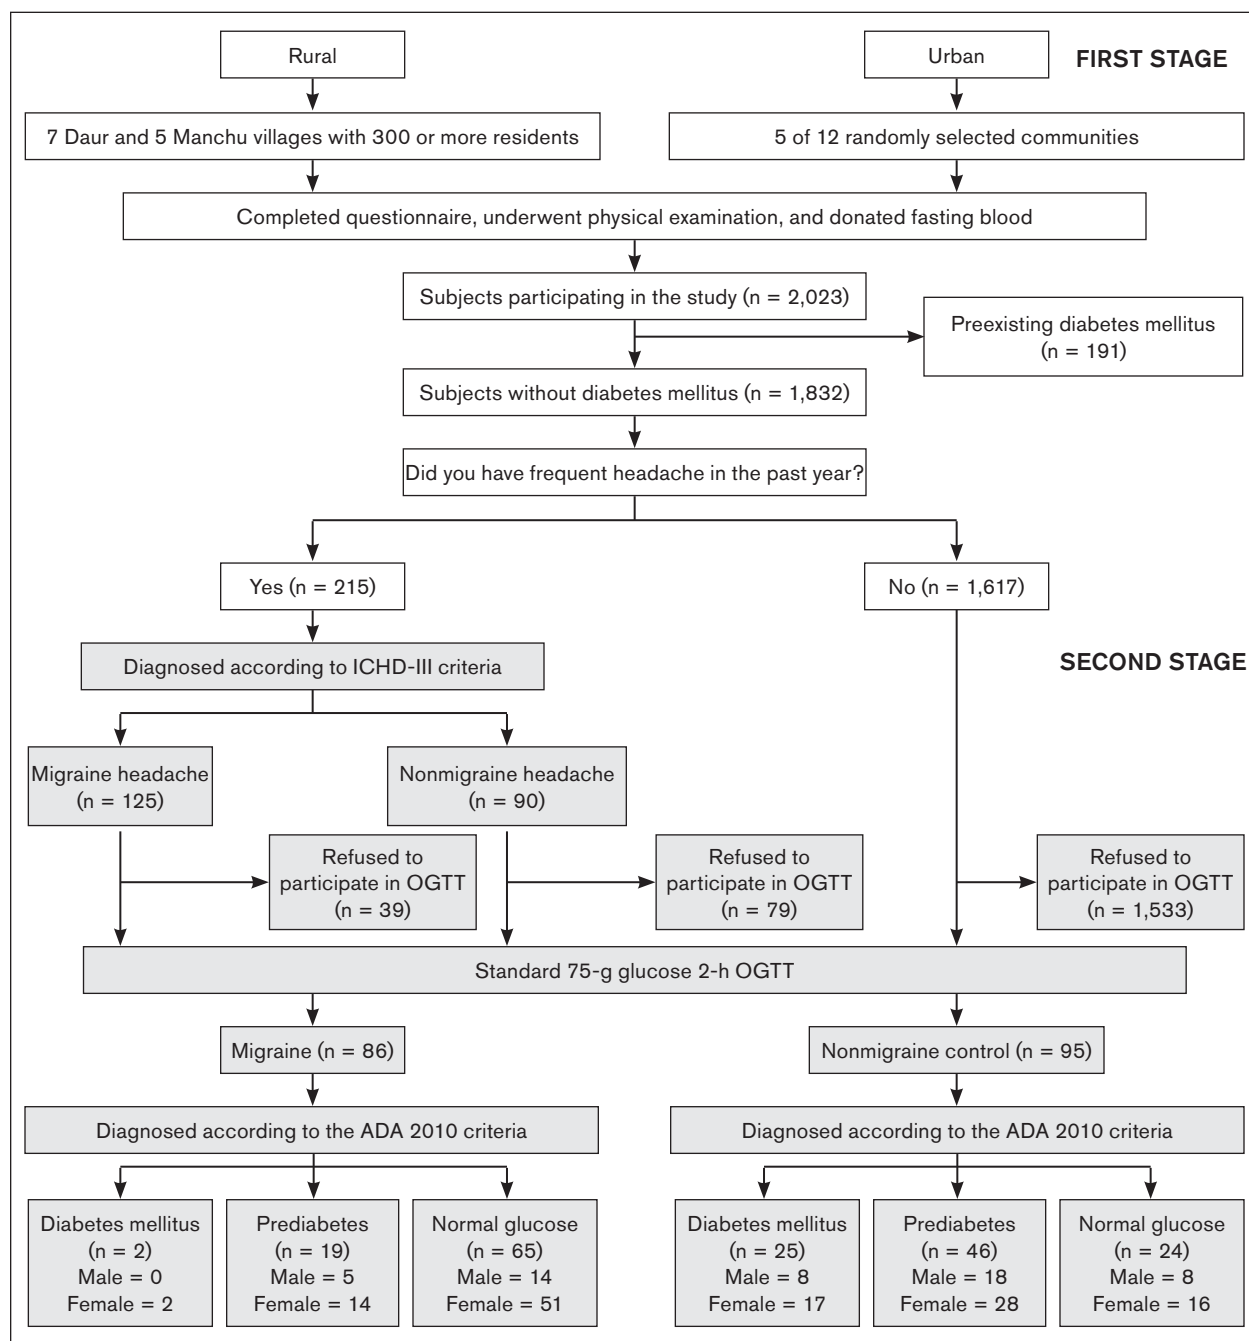 Rural
Urban
FIRST STAGE
7 Daur and 5 Manchu villages with 300 or more residents
5 of 12 randomly selected communities
Completed questionnaire, underwent physical examination, and donated fasting blood
Subjects participating in the study (n = 2,023)
Preexisting diabetes mellitus
(n = 191)
Subjects without diabetes mellitus (n = 1,832)
Did you have frequent headache in the past year?
Yes (n = 215)
No (n = 1,617)
Diagnosed according to ICHD-III criteria
SECOND STAGE
Migraine headache
(n = 125)
Nonmigraine headache
(n = 90)
Refused to
participate in OGTT
(n = 39)
Refused to
participate in OGTT
(n = 79)
Refused to
participate in OGTT
(n = 1,533)
Standard 75-g glucose 2-h OGTT
Migraine (n = 86)
Nonmigraine control (n = 95)
Diagnosed according to the ADA 2010 criteria
Diagnosed according to the ADA 2010 criteria
Diabetes mellitus
(n = 2)
Male = 0
Female = 2
Prediabetes
(n = 19)
Male = 5
Female = 14
Normal glucose
(n = 65)
Male = 14
Female = 51
Diabetes mellitus
(n = 25)
Male = 8
Female = 17
Prediabetes
(n = 46)
Male = 18
Female = 28
Normal glucose
(n = 24)
Male = 8
Female = 16